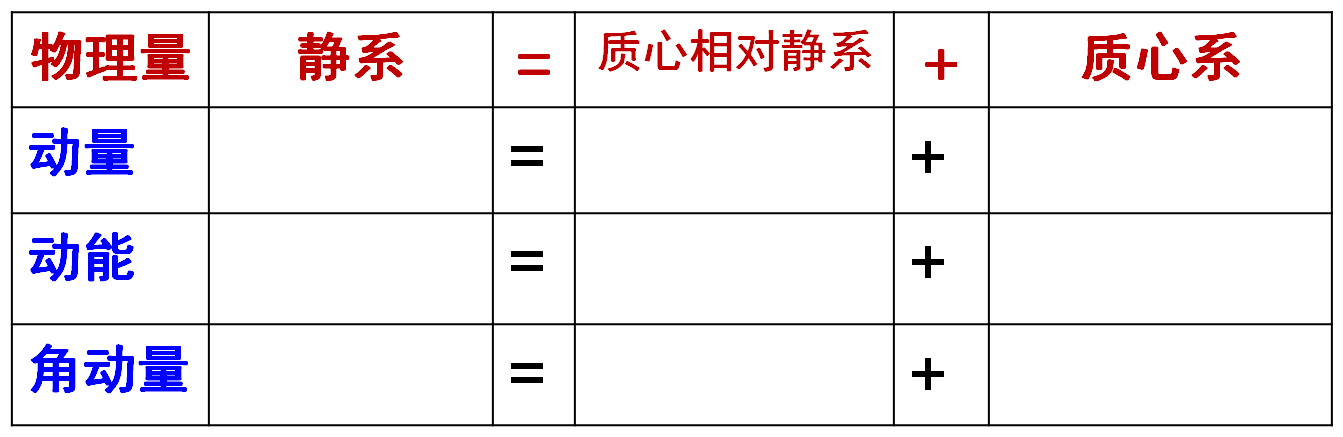 物理量 静系 = 质心相对静系 + 质心系
动量 = +
动能 = +
角动量 = +